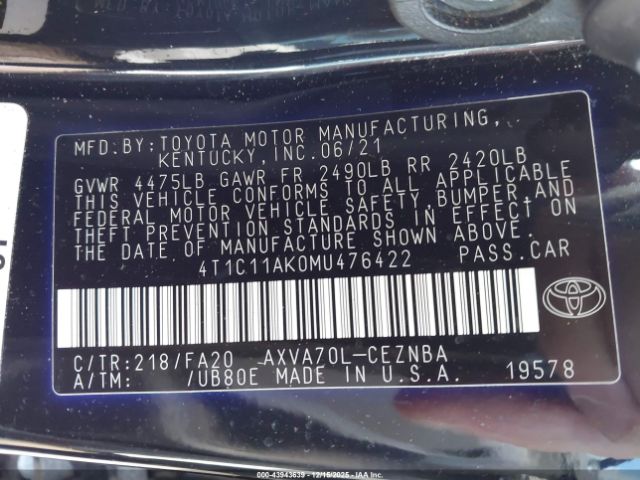 MFD. BY: TOYOTA MOTOR MANUFACTURING,
KENTUCKY, INC. 06/21
GVWR 4475LB GAWR FR 2490LB RR 2420LB
THIS VEHICLE CONFORMS TO ALL APPLICABLE
FEDERAL MOTOR VEHICLE SAFETY, BUMPER, AND
THEFT PREVENTION STANDARDS IN EFFECT ON
THE DATE OF MANUFACTURE SHOWN ABOVE.
4T1C11AK0MU476422 PASS. CAR
C/TR: 218/FA20 AXVA70L-CEZNBA
A/TM: /UB80E MADE IN U.S.A. 19578
000-43943639 - 12/15/2025 - COPART